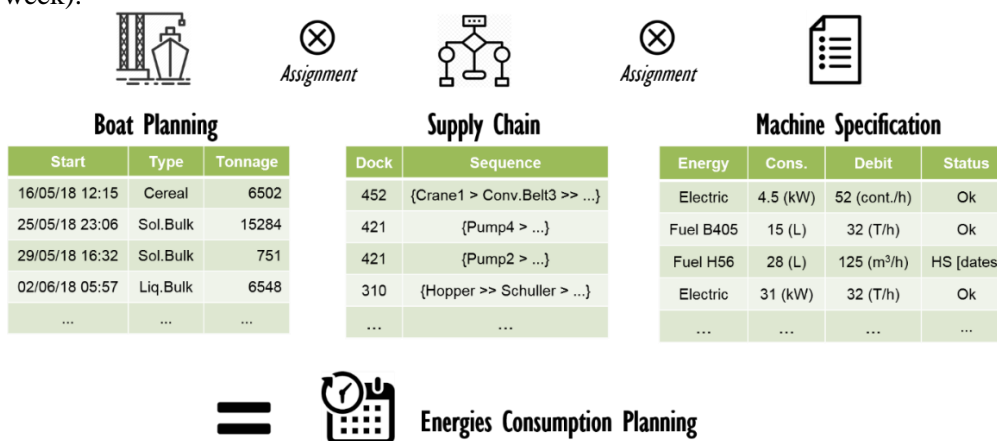 week).
Assignment Assignment
Boat Planning Supply Chain Machine Specification
Start Type Tonnage Dock Sequence Energy Cons. Debit Status
16/05/18 12:15 Cereal 6502 452 {Crane1 > Conv.Belt3 >> ...} Electric 4.5 (kW) 52 (cont./h) Ok
25/05/18 23:06 Sol.Bulk 15284 421 {Pump4 > ...} Fuel B405 15 (L) 32 (T/h) Ok
29/05/18 16:32 Sol.Bulk 751 421 {Pump2 > ...} Fuel H56 28 (L) 125 (m³/h) HS [dates
02/06/18 05:57 Liq.Bulk 6548 310 {Hopper >> Schuller > ...} Electric 31 (kW) 32 (T/h) Ok
... ... ... ... ... ... ... ... ...
= Energies Consumption Planning